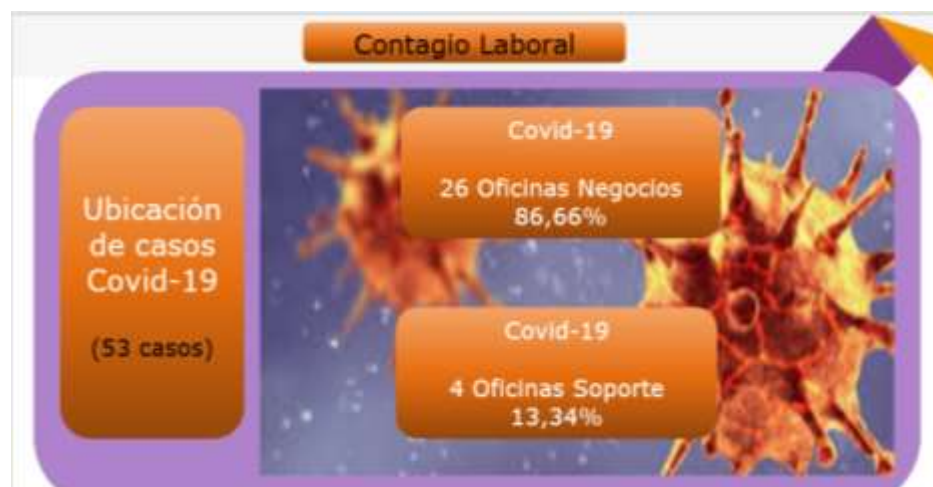 Contagio Laboral
Ubicación
de casos
Covid-19
(53 casos)
Covid-19
26 Oficinas Negocios
86,66%
Covid-19
4 Oficinas Soporte
13,34%